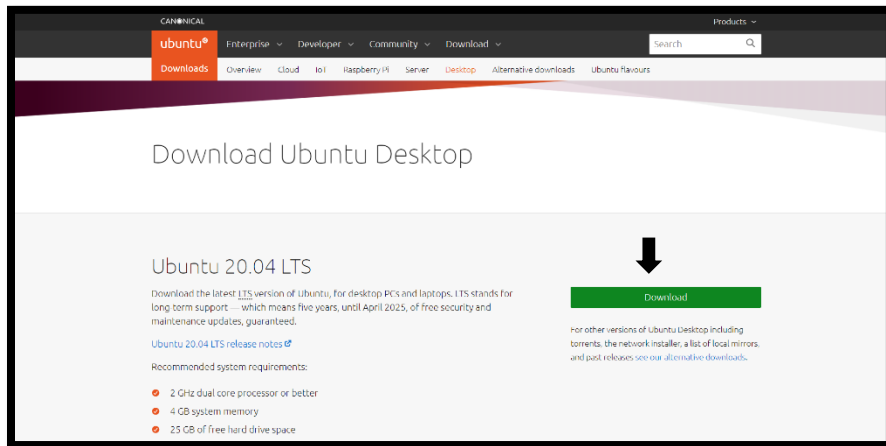 CANONICAL
Products
ubuntu®
Enterprise
Developer
Community
Download
Search
Downloads
Overview
Cloud
IoT
Raspberry Pi
Server
Desktop
Alternative downloads
Ubuntu flavours
Download Ubuntu Desktop
Ubuntu 20.04 LTS
Download the latest LTS version of Ubuntu, for desktop PCs and laptops. LTS stands for
long-term support — which means five years, until April 2025, of free security and
maintenance updates, guaranteed.
Ubuntu 20.04 LTS release notes
Recommended system requirements:
2 GHz dual core processor or better
4 GB system memory
25 GB of free hard drive space
Download
For other versions of Ubuntu Desktop including
torrents, the network installer, a list of local mirrors,
and past releases see our alternative downloads.